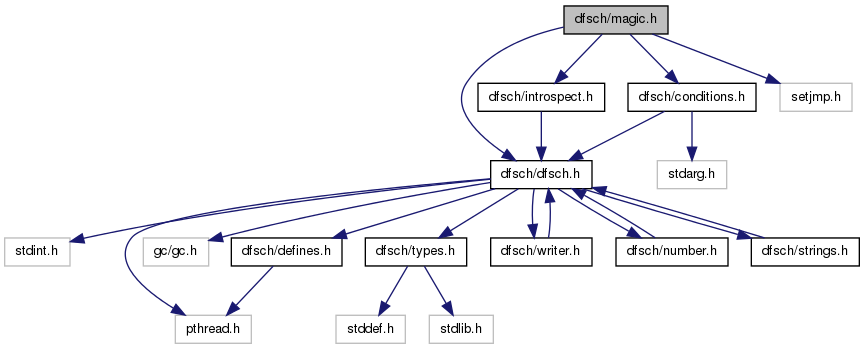 dfsch/magic.h
dfsch/introspect.h
dfsch/conditions.h
setjmp.h
dfsch/dfsch.h
stdarg.h
stdint.h
gc/gc.h
dfsch/defines.h
dfsch/types.h
dfsch/writer.h
dfsch/number.h
dfsch/strings.h
pthread.h
stddef.h
stdlib.h